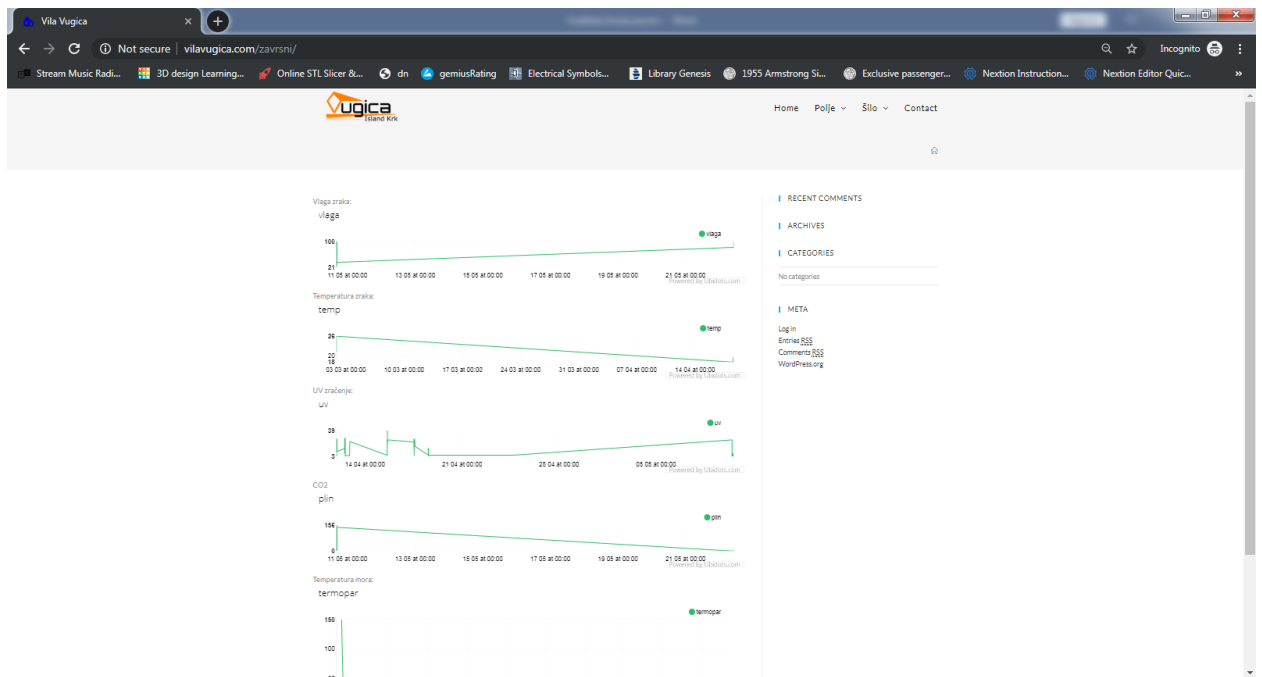 Vila Vugica
Not secure | vilavugica.com/zavrsni/
Incognito
Stream Music Radi... 3D design Learning... Online STL Slicer &... dn gemiusRating Electrical Symbols... Library Genesis 1955 Armstrong Si... Exclusive passenger... Nextion Instruction... Nextion Editor Quic... »
Vugica
Island Krk
Home Polje Šilo Contact
Vlaga zraka:
vlaga
vlaga
100
21
11 05 at 00:00 13 05 at 00:00 15 05 at 00:00 17 05 at 00:00 19 05 at 00:00 21 05 at 00:00
Powered by Ubidots.com
Temperatura zraka:
temp
temp
26
20
18
03 03 at 00:00 10 03 at 00:00 17 03 at 00:00 24 03 at 00:00 31 03 at 00:00 07 04 at 00:00 14 04 at 00:00
Powered by Ubidots.com
UV zračenje:
uv
uv
39
3
14 04 at 00:00 21 04 at 00:00 28 04 at 00:00 05 05 at 00:00
Powered by Ubidots.com
CO2
plin
plin
156
0
11 05 at 00:00 13 05 at 00:00 15 05 at 00:00 17 05 at 00:00 19 05 at 00:00 21 05 at 00:00
Powered by Ubidots.com
Temperatura mora:
termopar
termopar
150
100
RECENT COMMENTS
ARCHIVES
CATEGORIES
No categories
META
Log in
Entries RSS
Comments RSS
WordPress.org